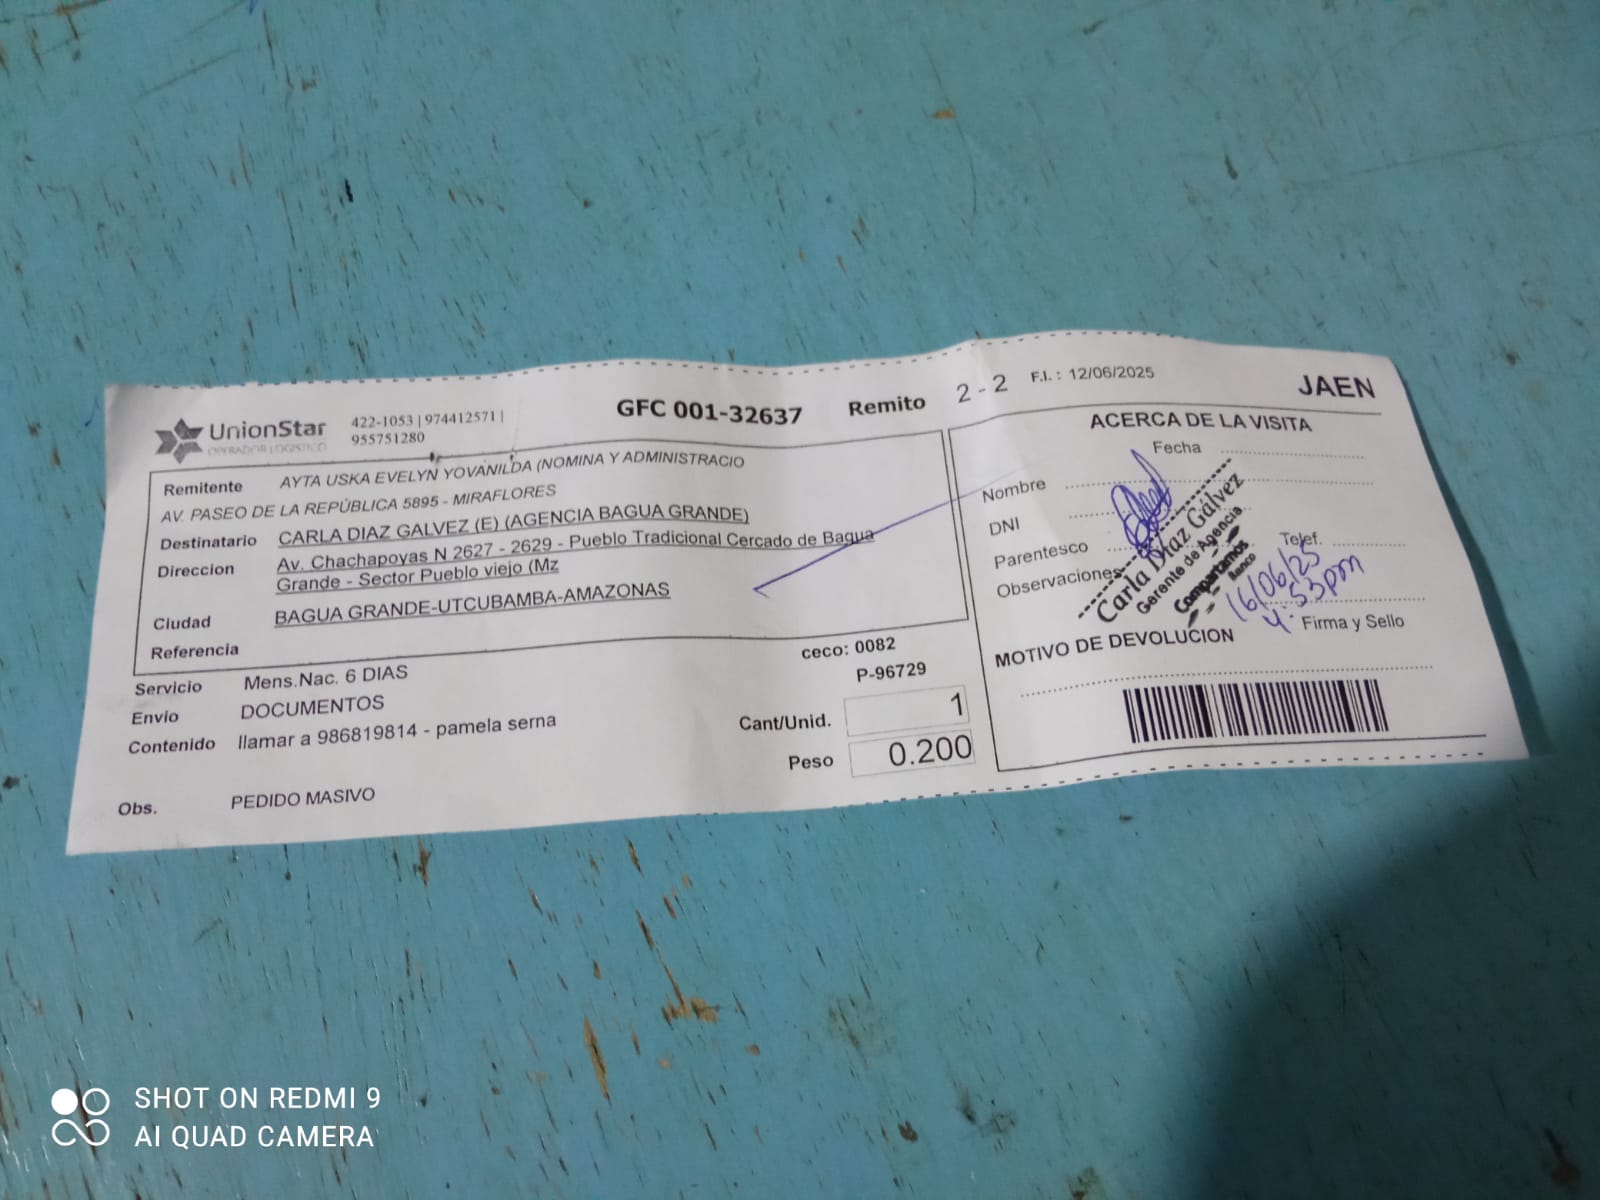 UnionStar
OPERADOR LOGISTICO
422-1053 | 974412571 |
955751280
GFC 001-32637
Remito
2 - 2
F.I. : 12/06/2025
JAEN
Remitente AYTA USKA EVELYN YOVANILDA (NOMINA Y ADMINISTRACIO
AV. PASEO DE LA REPÚBLICA 5895 - MIRAFLORES
Destinatario CARLA DIAZ GALVEZ (E) (AGENCIA BAGUA GRANDE)
Direccion Av. Chachapoyas N 2627 - 2629 - Pueblo Tradicional Cercado de Bagua
Grande - Sector Pueblo viejo (Mz
Ciudad BAGUA GRANDE-UTCUBAMBA-AMAZONAS
Referencia
Servicio Mens.Nac. 6 DIAS
Envio DOCUMENTOS
Contenido llamar a 986819814 - pamela serna
Obs. PEDIDO MASIVO
ceco: 0082
P-96729
Cant/Unid. 1
Peso 0.200
ACERCA DE LA VISITA
Fecha
Nombre
DNI
Parentesco
Telef.
Observaciones
Carla Díaz Gálvez
Gerente de Agencia
Compartamos
Banco
16/06/25
4:53pm
Firma y Sello
MOTIVO DE DEVOLUCION
SHOT ON REDMI 9
AI QUAD CAMERA